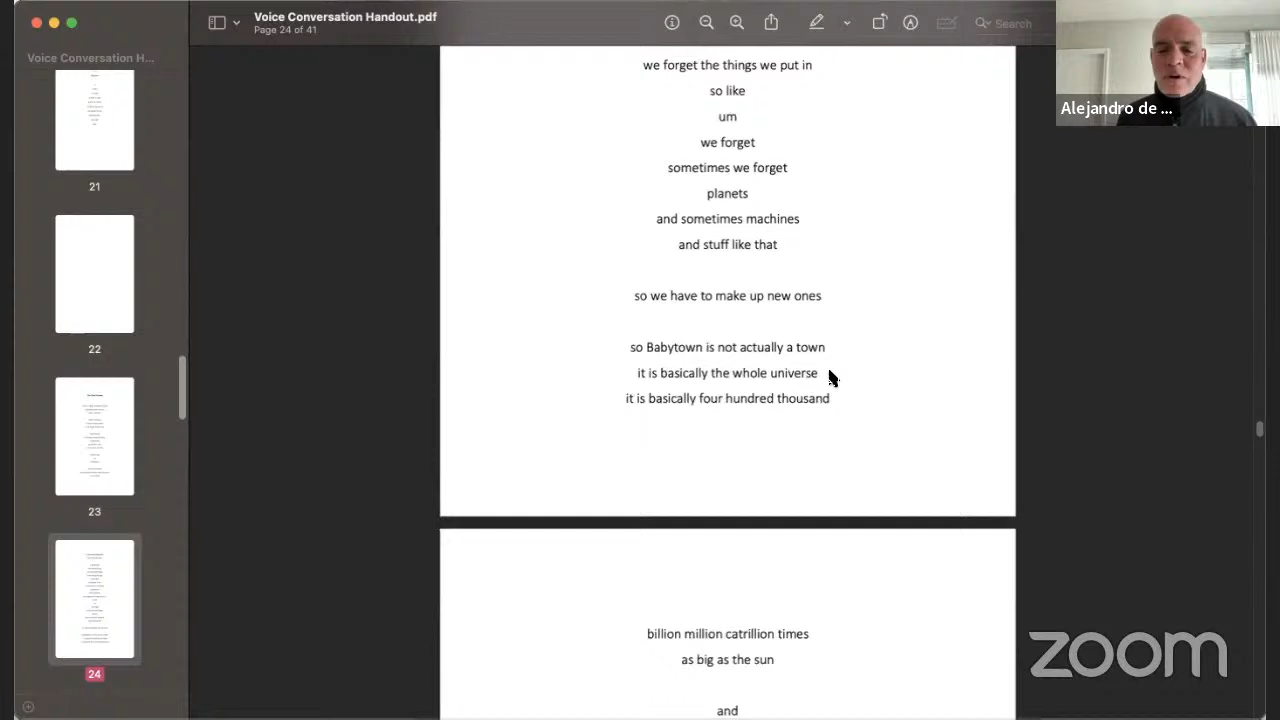 Voice Conversation Handout.pdf
Page 24 of 41
Search
Voice Conversation H...
21
22
23
24
we forget the things we put in
so like
um
we forget
sometimes we forget
planets
and sometimes machines
and stuff like that
so we have to make up new ones
so Babytown is not actually a town
it is basically the whole universe
it is basically four hundred thousand
billion million catrillion times
as big as the sun
and
Alejandro de ...
zoom